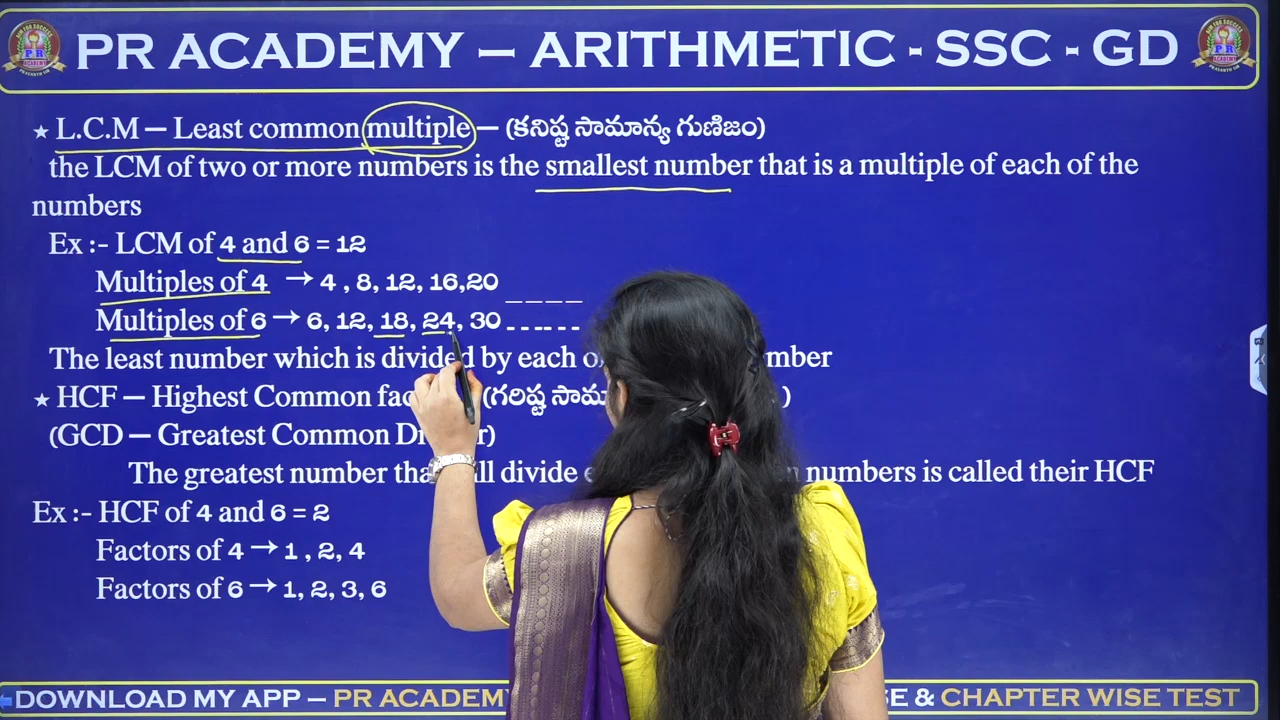 PR ACADEMY — ARITHMETIC - SSC - GD
★ L.C.M — Least common multiple — (కనిష్ట సామాన్య గుణిజం)
the LCM of two or more numbers is the smallest number that is a multiple of each of the
numbers
Ex :- LCM of 4 and 6 = 12
Multiples of 4 → 4 , 8, 12, 16,20 _ _ _ _
Multiples of 6 → 6, 12, 18, 24, 30 - - - - - -
The least number which is divided by each
★ HCF — Highest Common (గరిష్ట
(GCD — Greatest Common
The greatest number divide numbers is called their HCF
Ex :- HCF of 4 and 6 = 2
Factors of 4 → 1 , 2, 4
Factors of 6 → 1, 2, 3, 6
DOWNLOAD MY APP — PR ACADEMY & CHAPTER WISE TEST